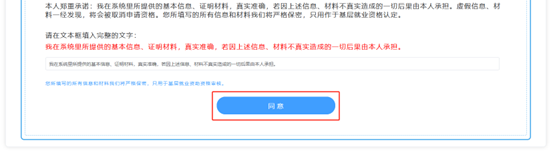 本人郑重承诺：我在系统里所提供的基本信息、证明材料，真实准确，若因上述信息、材料不真实造成的一切后果由本人承担。虚假信息、材
料一经发现，将会被取消申请资格。您所填写的所有信息和材料我们将严格保密，只用作于基层就业资格认定。
请在文本框填入完整的文字：
我在系统里所提供的基本信息、证明材料，真实准确，若因上述信息、材料不真实造成的一切后果由本人承担。
我在系统里所提供的基本信息、证明材料，真实准确，若因上述信息、材料不真实造成的一切后果由本人承担。
您所填写的所有信息和材料我们将严格保密，只用于基层就业资格资格审核。
同意